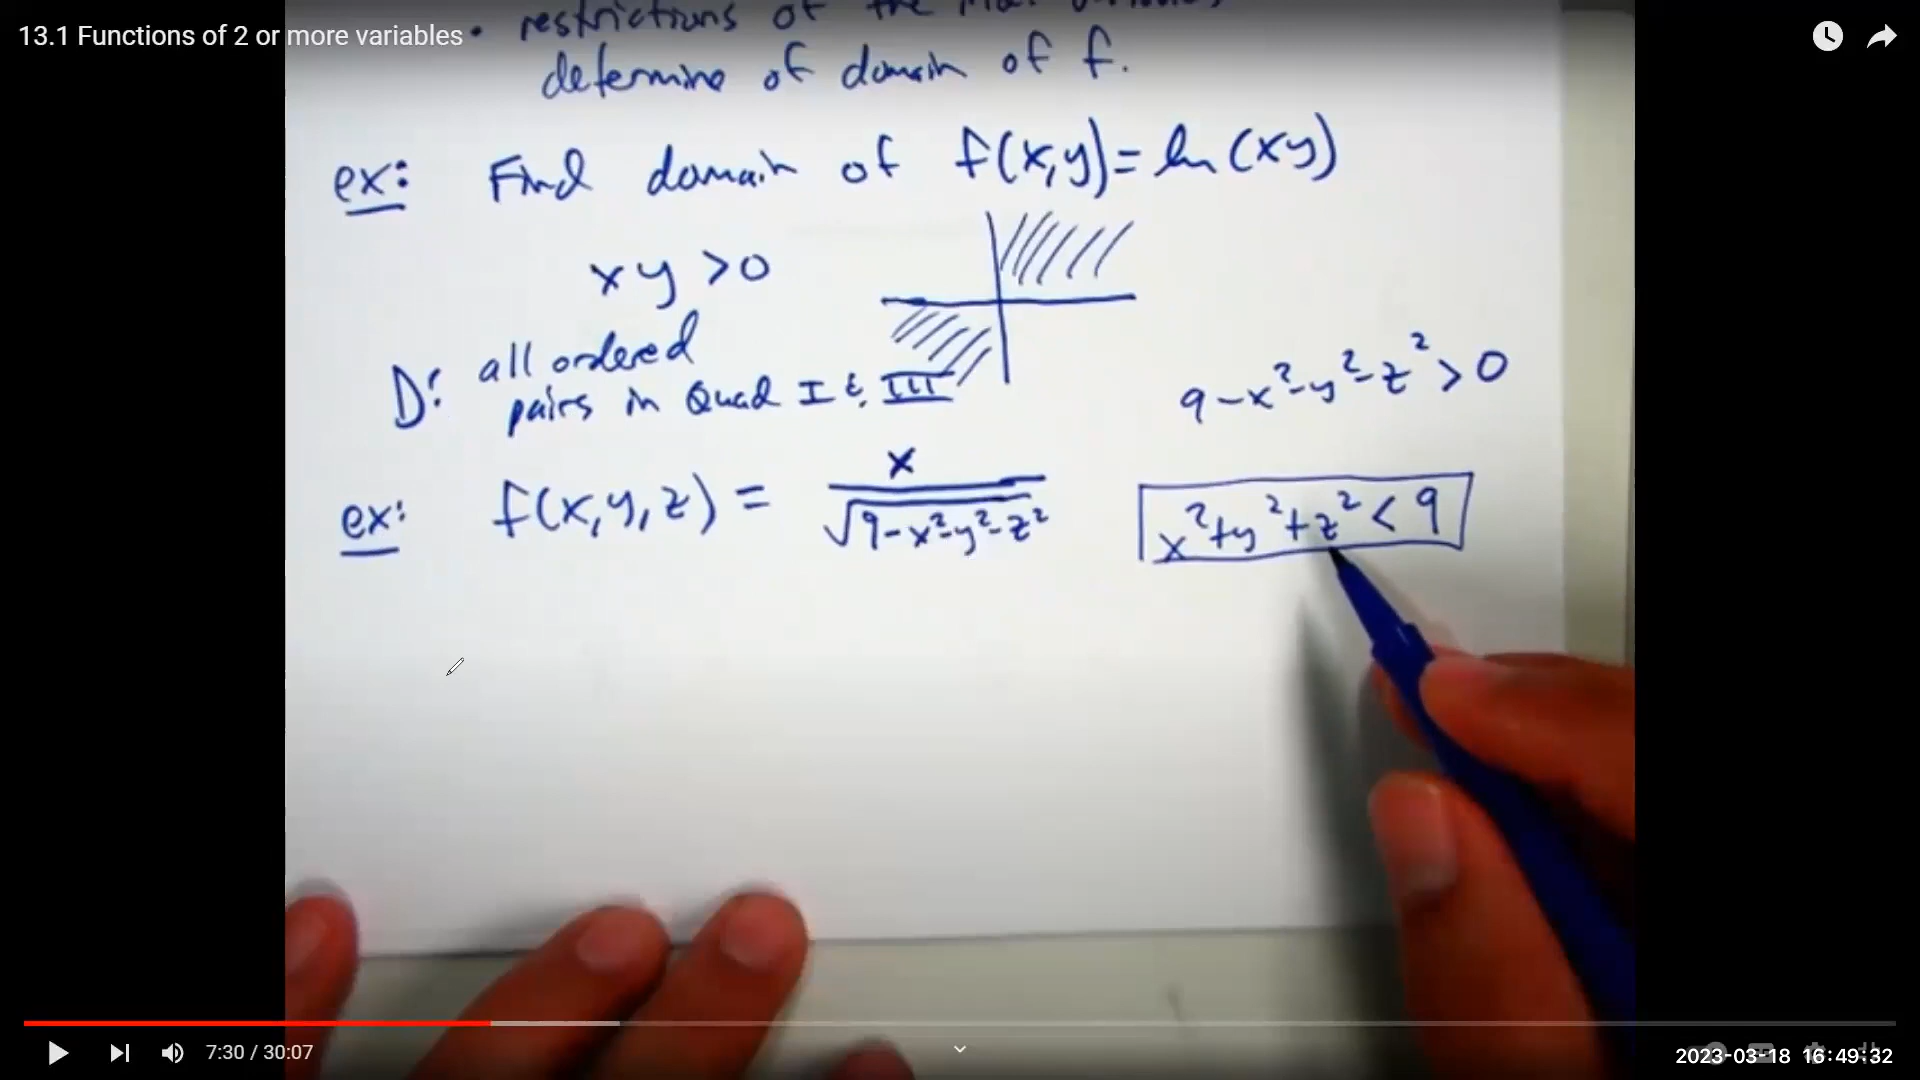 13.1 Functions of 2 or more variables
• restrictions of the
determine of domain of f.
ex: Find domain of f(x,y)= ln(xy)
xy >0
D: all ordered
pairs in Quad I & III
9-x²-y²-z² > 0
ex: f(x,y,z) = x / √9-x²-y²-z²
x²+y²+z² < 9
7:30 / 30:07
2023-03-18 16:49:32